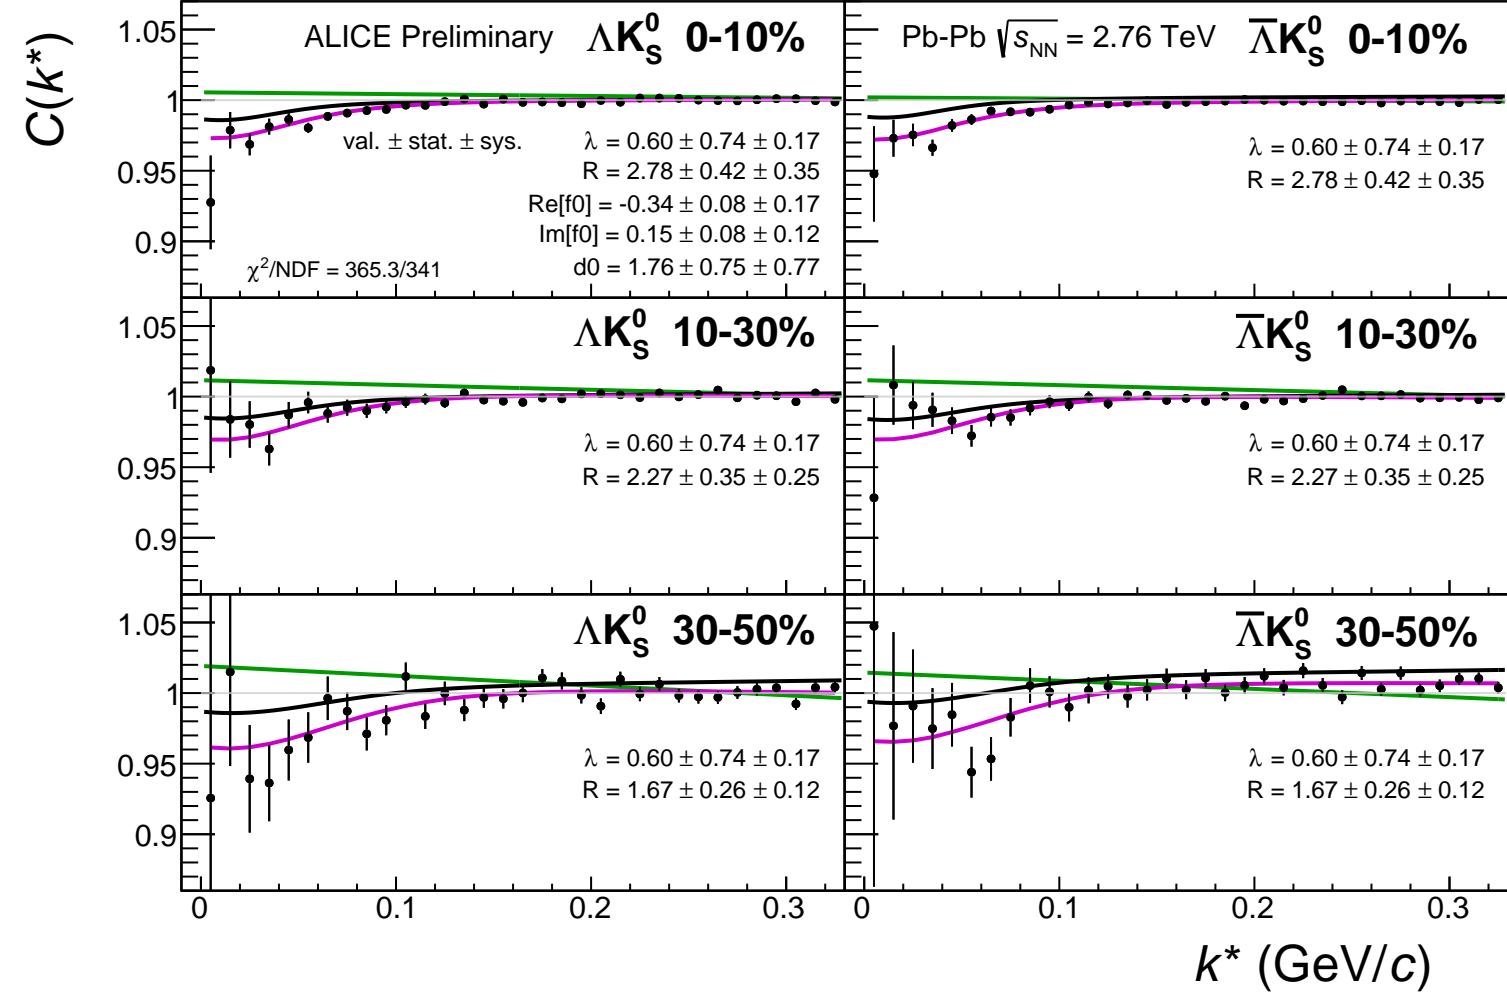 C(k*)
1.05
1
0.95
0.9
ALICE Preliminary ΛK⁰S 0-10%
val. ± stat. ± sys.
λ = 0.60 ± 0.74 ± 0.17
R = 2.78 ± 0.42 ± 0.35
Re[f0] = -0.34 ± 0.08 ± 0.17
Im[f0] = 0.15 ± 0.08 ± 0.12
d0 = 1.76 ± 0.75 ± 0.77
χ²/NDF = 365.3/341
Pb-Pb √sNN = 2.76 TeV Λ̅K⁰S 0-10%
λ = 0.60 ± 0.74 ± 0.17
R = 2.78 ± 0.42 ± 0.35
1.05
1
0.95
0.9
ΛK⁰S 10-30%
λ = 0.60 ± 0.74 ± 0.17
R = 2.27 ± 0.35 ± 0.25
Λ̅K⁰S 10-30%
λ = 0.60 ± 0.74 ± 0.17
R = 2.27 ± 0.35 ± 0.25
1.05
1
0.95
0.9
ΛK⁰S 30-50%
λ = 0.60 ± 0.74 ± 0.17
R = 1.67 ± 0.26 ± 0.12
Λ̅K⁰S 30-50%
λ = 0.60 ± 0.74 ± 0.17
R = 1.67 ± 0.26 ± 0.12
0 0.1 0.2 0.3 0 0.1 0.2 0.3
k* (GeV/c)